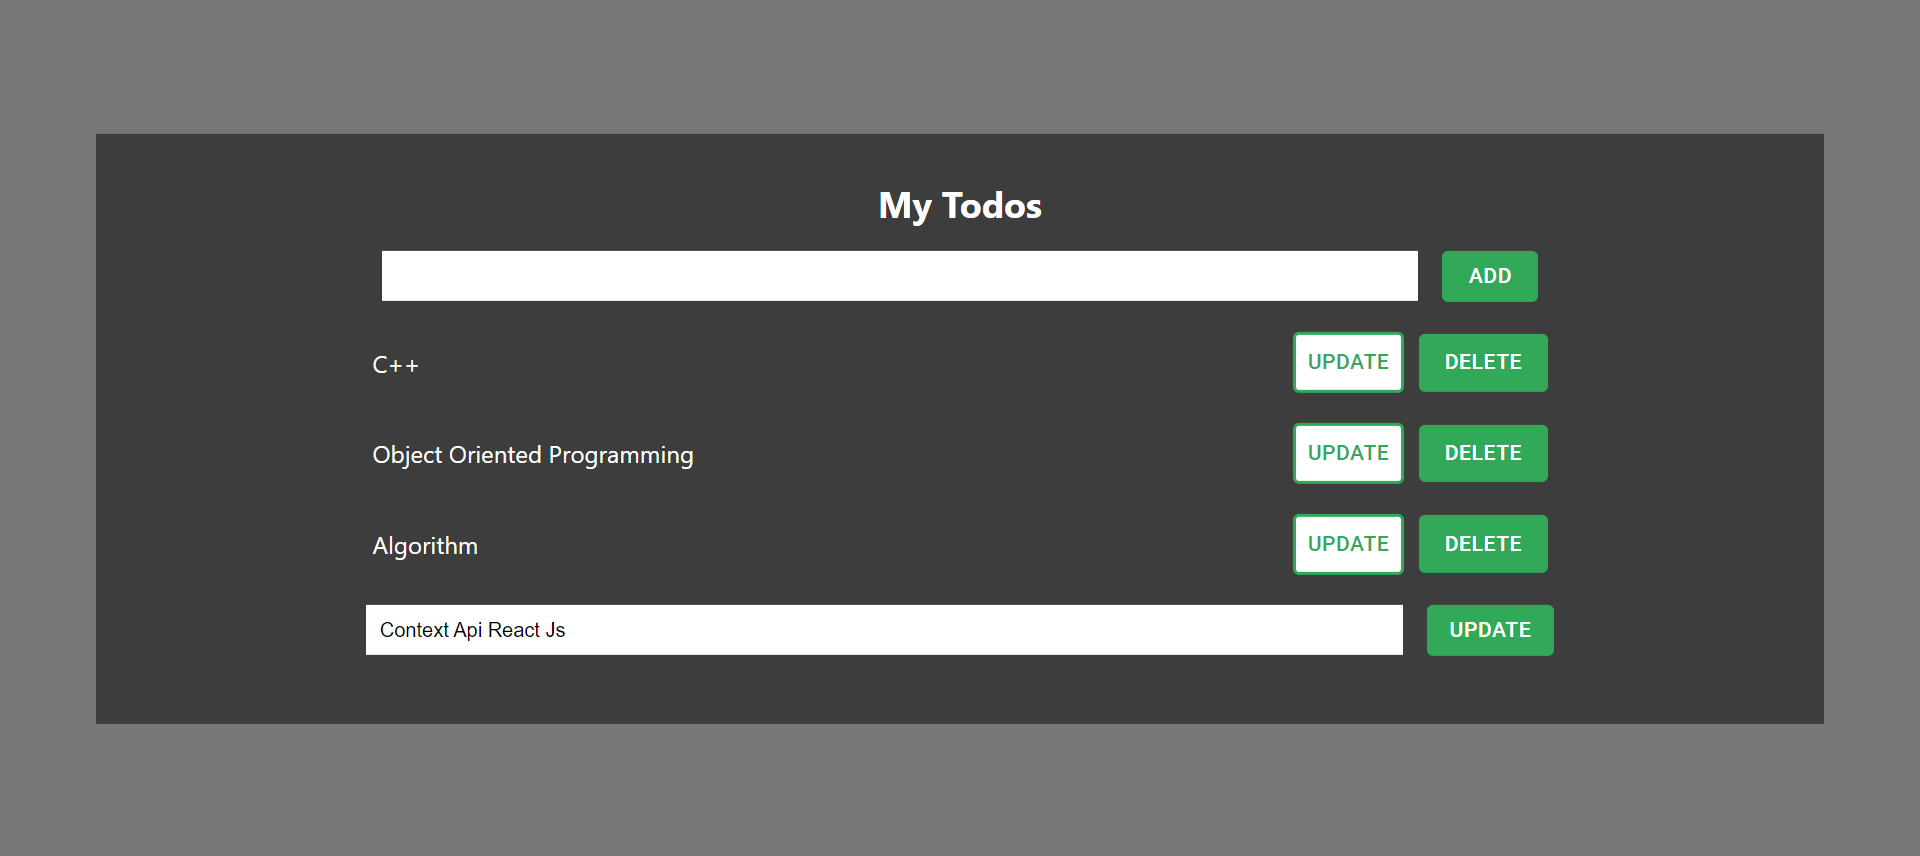 My Todos
ADD
C++ UPDATE DELETE
Object Oriented Programming UPDATE DELETE
Algorithm UPDATE DELETE
Context Api React Js UPDATE